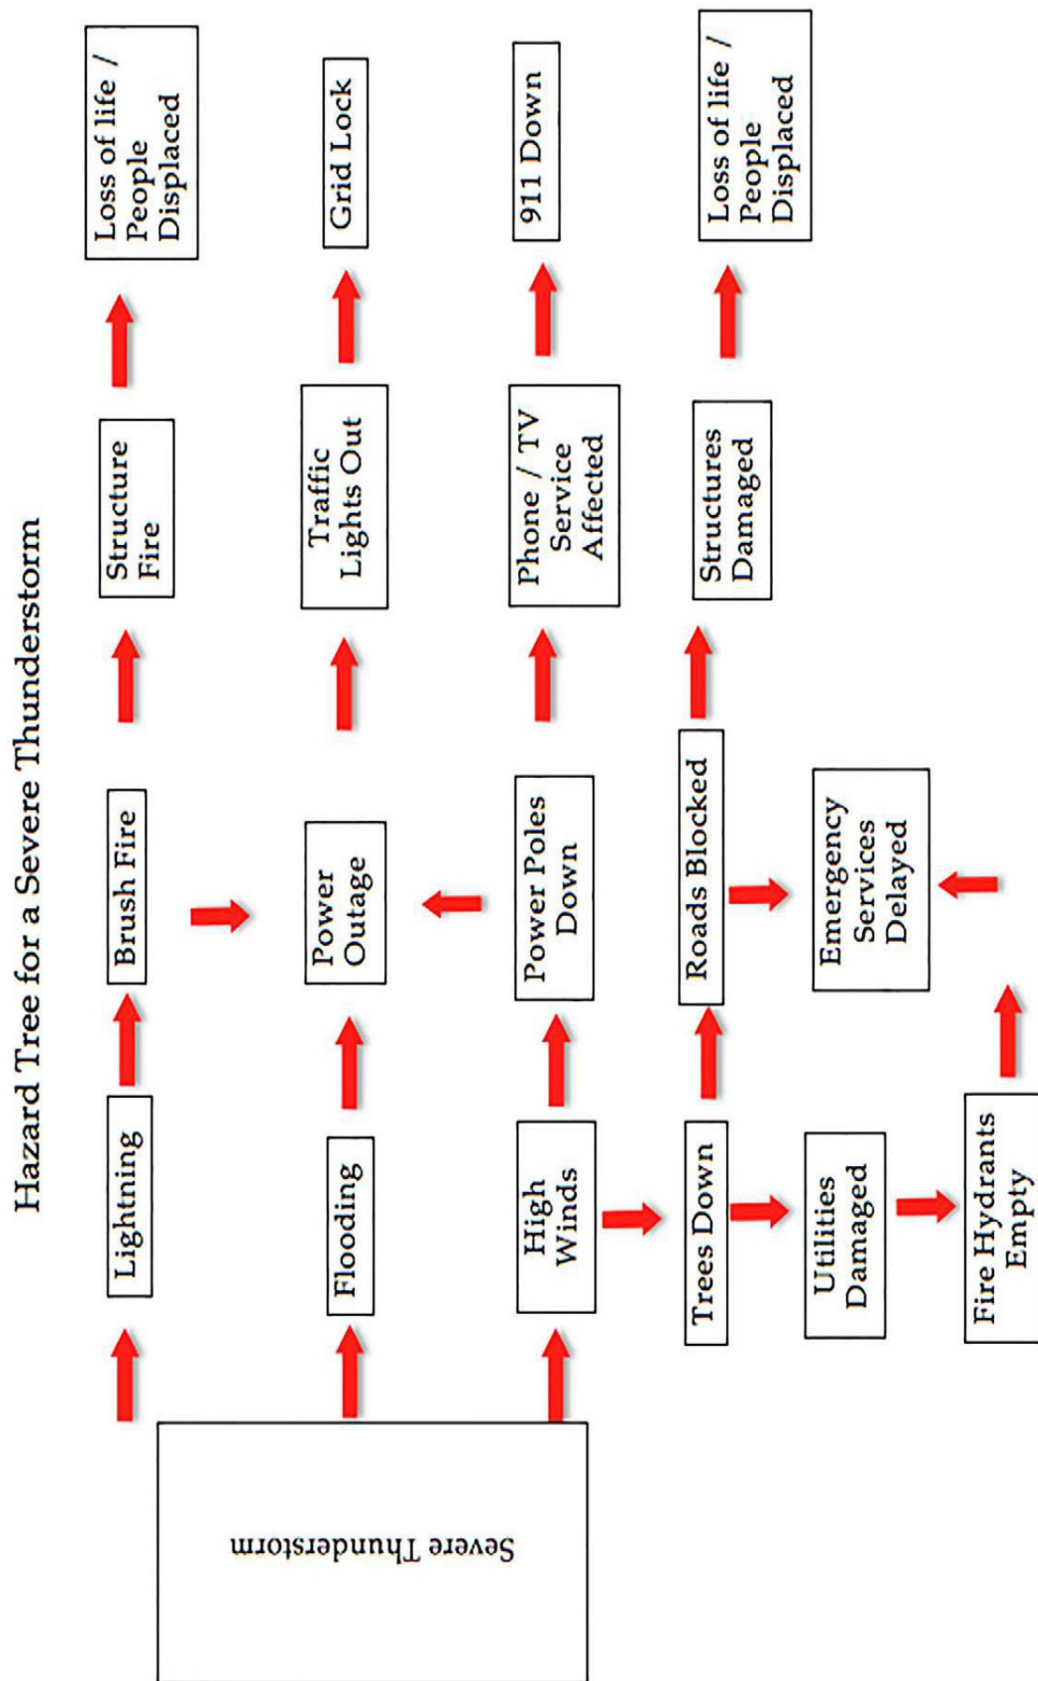 Hazard Tree for a Severe Thunderstorm
Severe Thunderstorm
Lightning
Brush Fire
Structure
Fire
Loss of life /
People
Displaced
Flooding
Power
Outage
Traffic
Lights Out
Grid Lock
High
Winds
Power Poles
Down
Phone / TV
Service
Affected
911 Down
Trees Down
Roads Blocked
Structures
Damaged
Loss of life /
People
Displaced
Utilities
Damaged
Emergency
Services
Delayed
Fire Hydrants
Empty